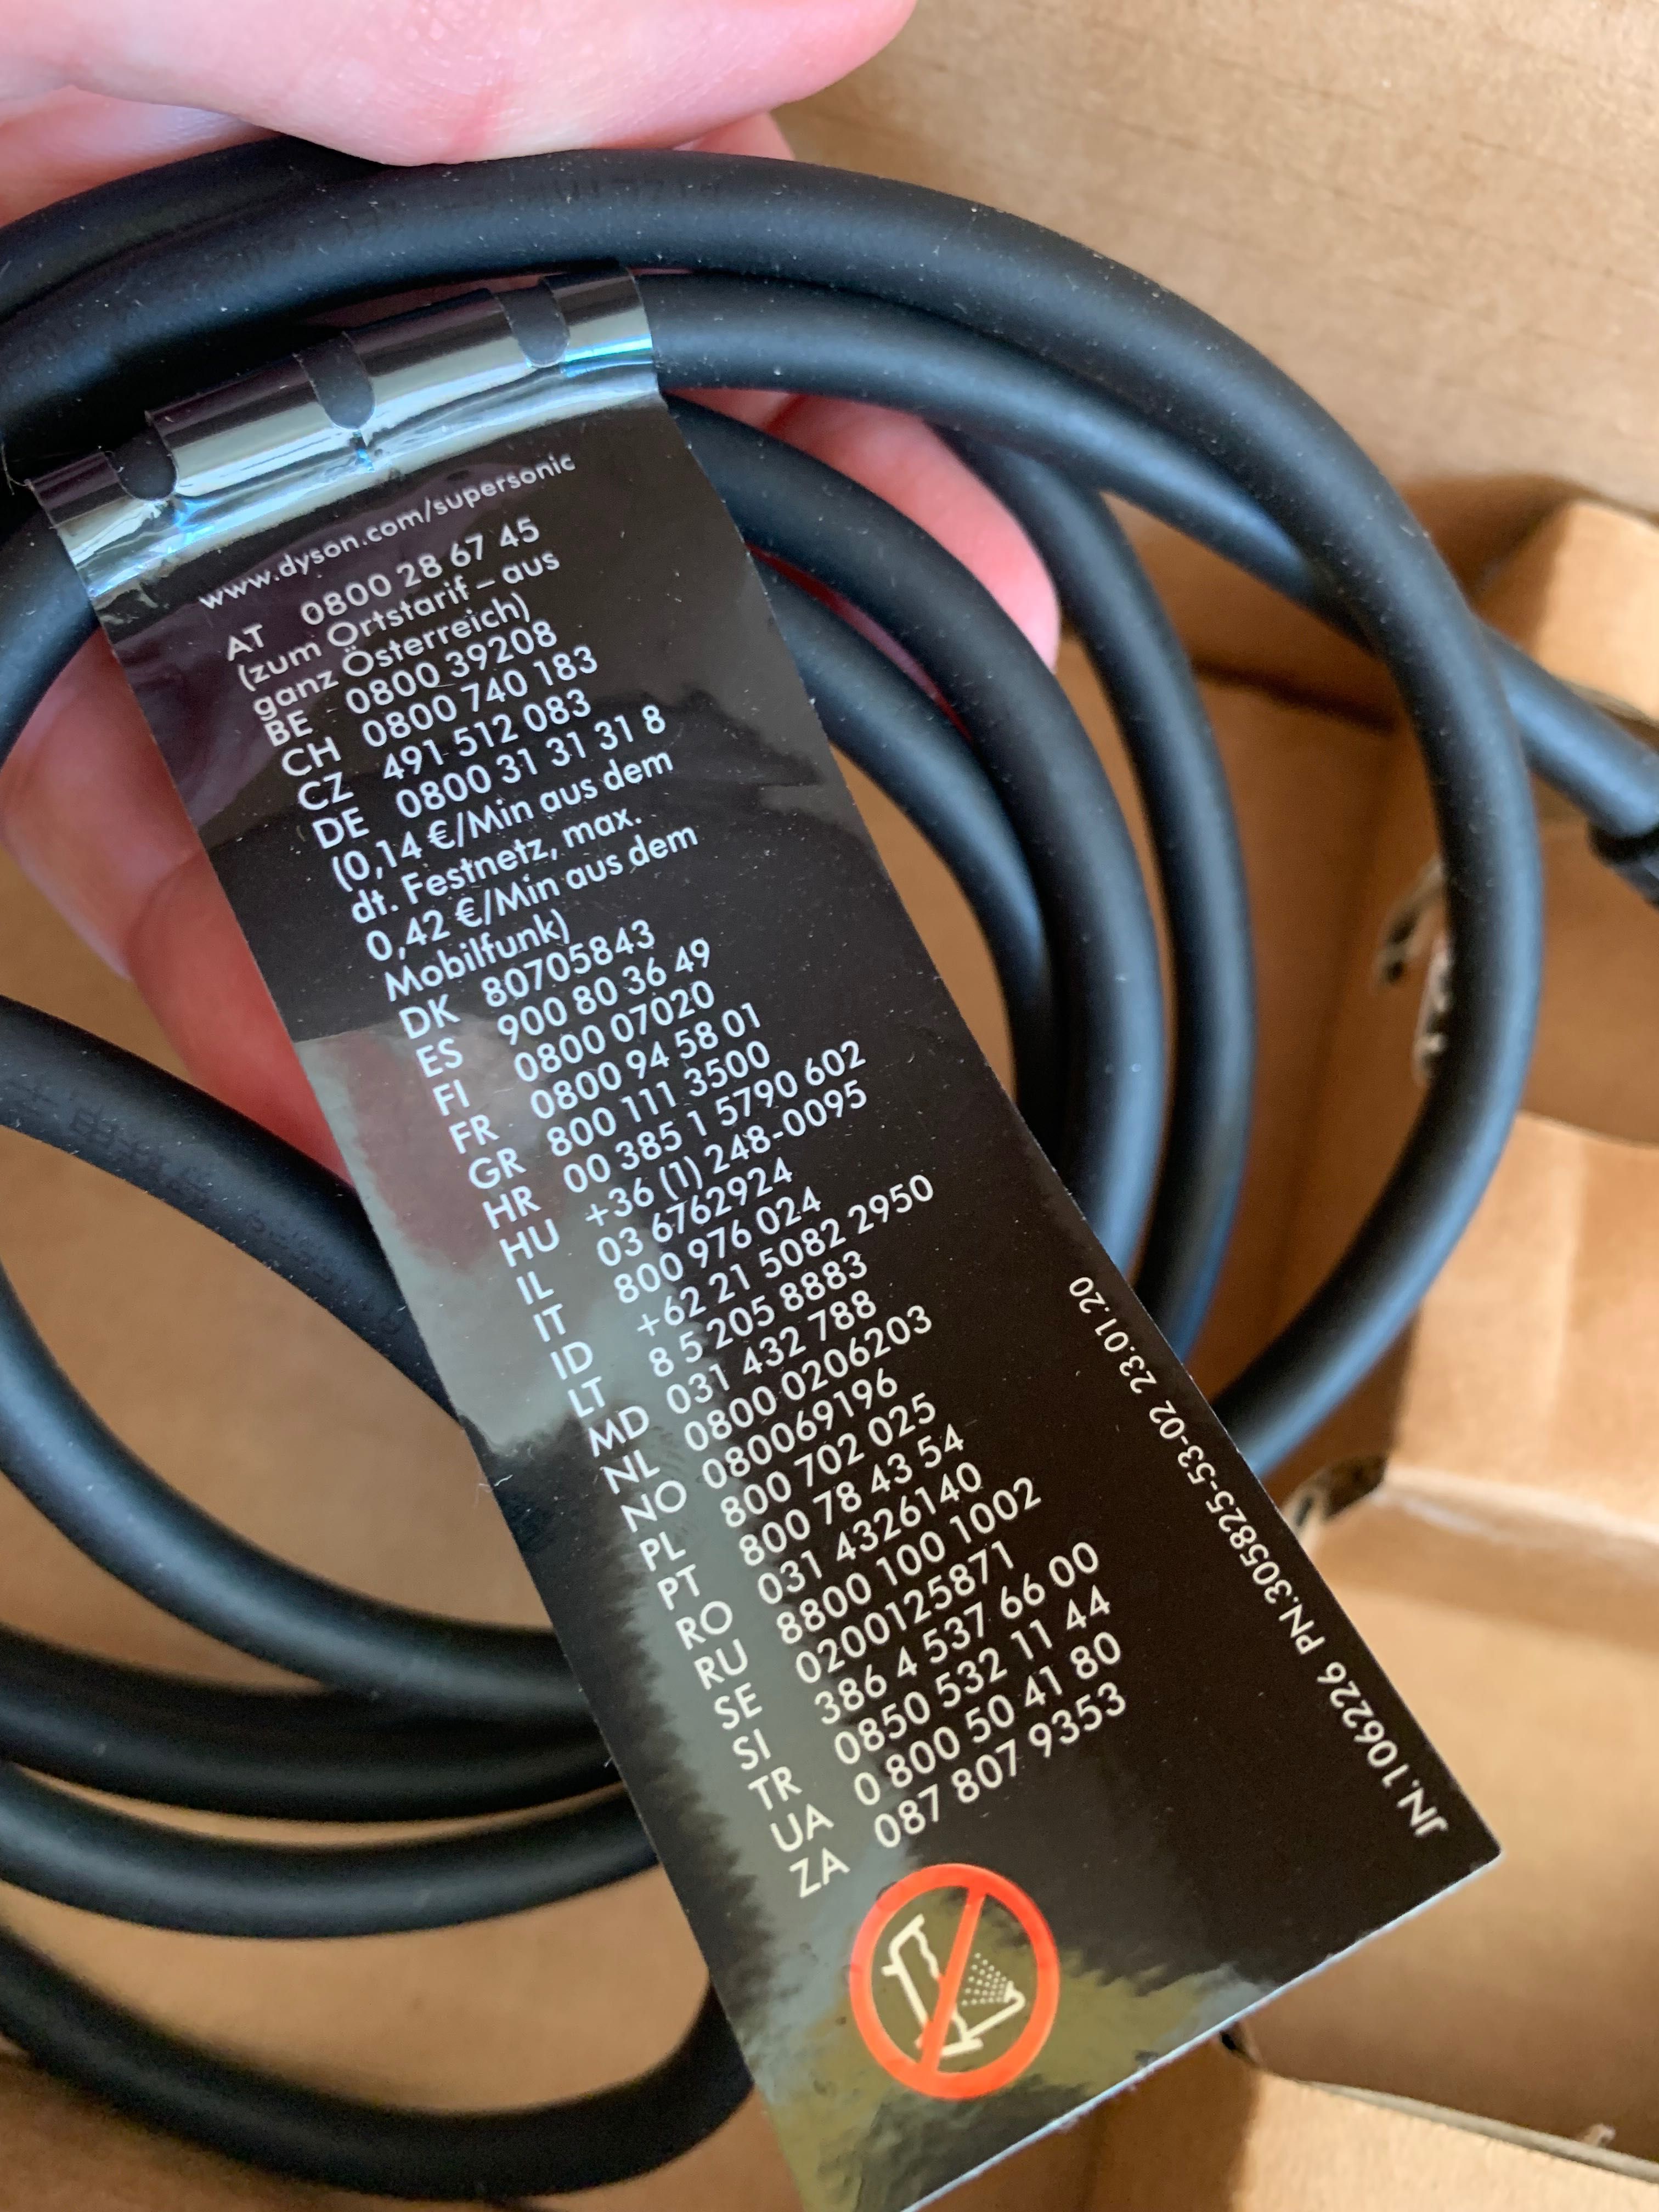 www.dyson.com/supersonic
AT 0800 28 67 45
(zum Ortstarif – aus
ganz Österreich)
BE 0800 39208
CH 0800 740 183
CZ 491 512 083
DE 0800 31 31 31 8
(0,14 €/Min aus dem
dt. Festnetz, max.
0,42 €/Min aus dem
Mobilfunk)
DK 80705843
ES 900 80 36 49
FI 0800 07020
FR 0800 94 58 01
GR 800 111 3500
HR 00 385 1 5790 602
HU +36 (1) 248-0095
IL 03 6762924
IT 800 976 024
ID +62 21 5082 2950
LT 8 5 205 8883
MD 031 432 788
NL 0800 0206203
NO 080069196
PL 800 702 025
PT 800 78 43 54
RO 031 4326140
RU 8800 100 1002
SE 0200125871
SI 386 4 537 66 00
TR 0850 532 11 44
UA 0 800 50 41 80
ZA 087 807 9353
JN.106226 PN.305825-53-02 23.01.20